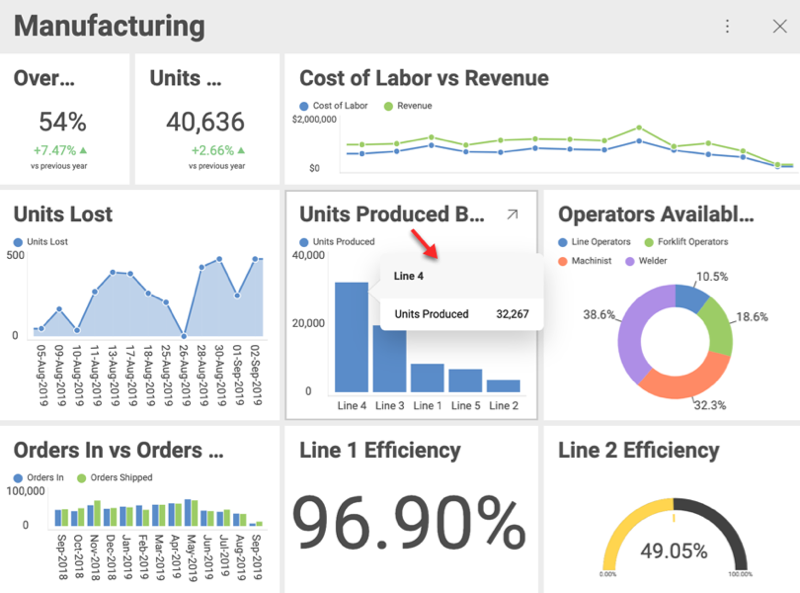 Manufacturing
Over...
54%
+7.47%
vs previous year
Units ...
40,636
+2.66%
vs previous year
Cost of Labor vs Revenue
Cost of Labor
Revenue
$2,000,000
$0
Units Lost
Units Lost
500
0
05-Aug-2019
09-Aug-2019
10-Aug-2019
11-Aug-2019
13-Aug-2019
17-Aug-2019
18-Aug-2019
25-Aug-2019
26-Aug-2019
28-Aug-2019
30-Aug-2019
01-Sep-2019
02-Sep-2019
Units Produced B...
Units Produced
40,000
20,000
0
Line 4
Units Produced 32,267
Line 4 Line 3 Line 1 Line 5 Line 2
Operators Availabl...
Line Operators
Forklift Operators
Machinist
Welder
10.5%
18.6%
32.3%
38.6%
Orders In vs Orders ...
Orders In
Orders Shipped
100,000
0
Sep-2018
Oct-2018
Nov-2018
Dec-2018
Jan-2019
Feb-2019
Mar-2019
Apr-2019
May-2019
Jun-2019
Jul-2019
Aug-2019
Sep-2019
Line 1 Efficiency
96.90%
Line 2 Efficiency
49.05%
0.00%
100.00%